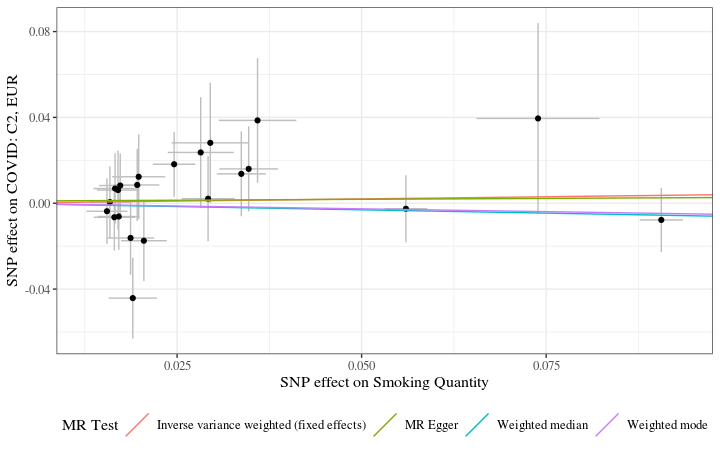 0.08
0.04
0.00
-0.04
SNP effect on COVID: C2, EUR
0.025
0.050
0.075
SNP effect on Smoking Quantity
MR Test
Inverse variance weighted (fixed effects)
MR Egger
Weighted median
Weighted mode